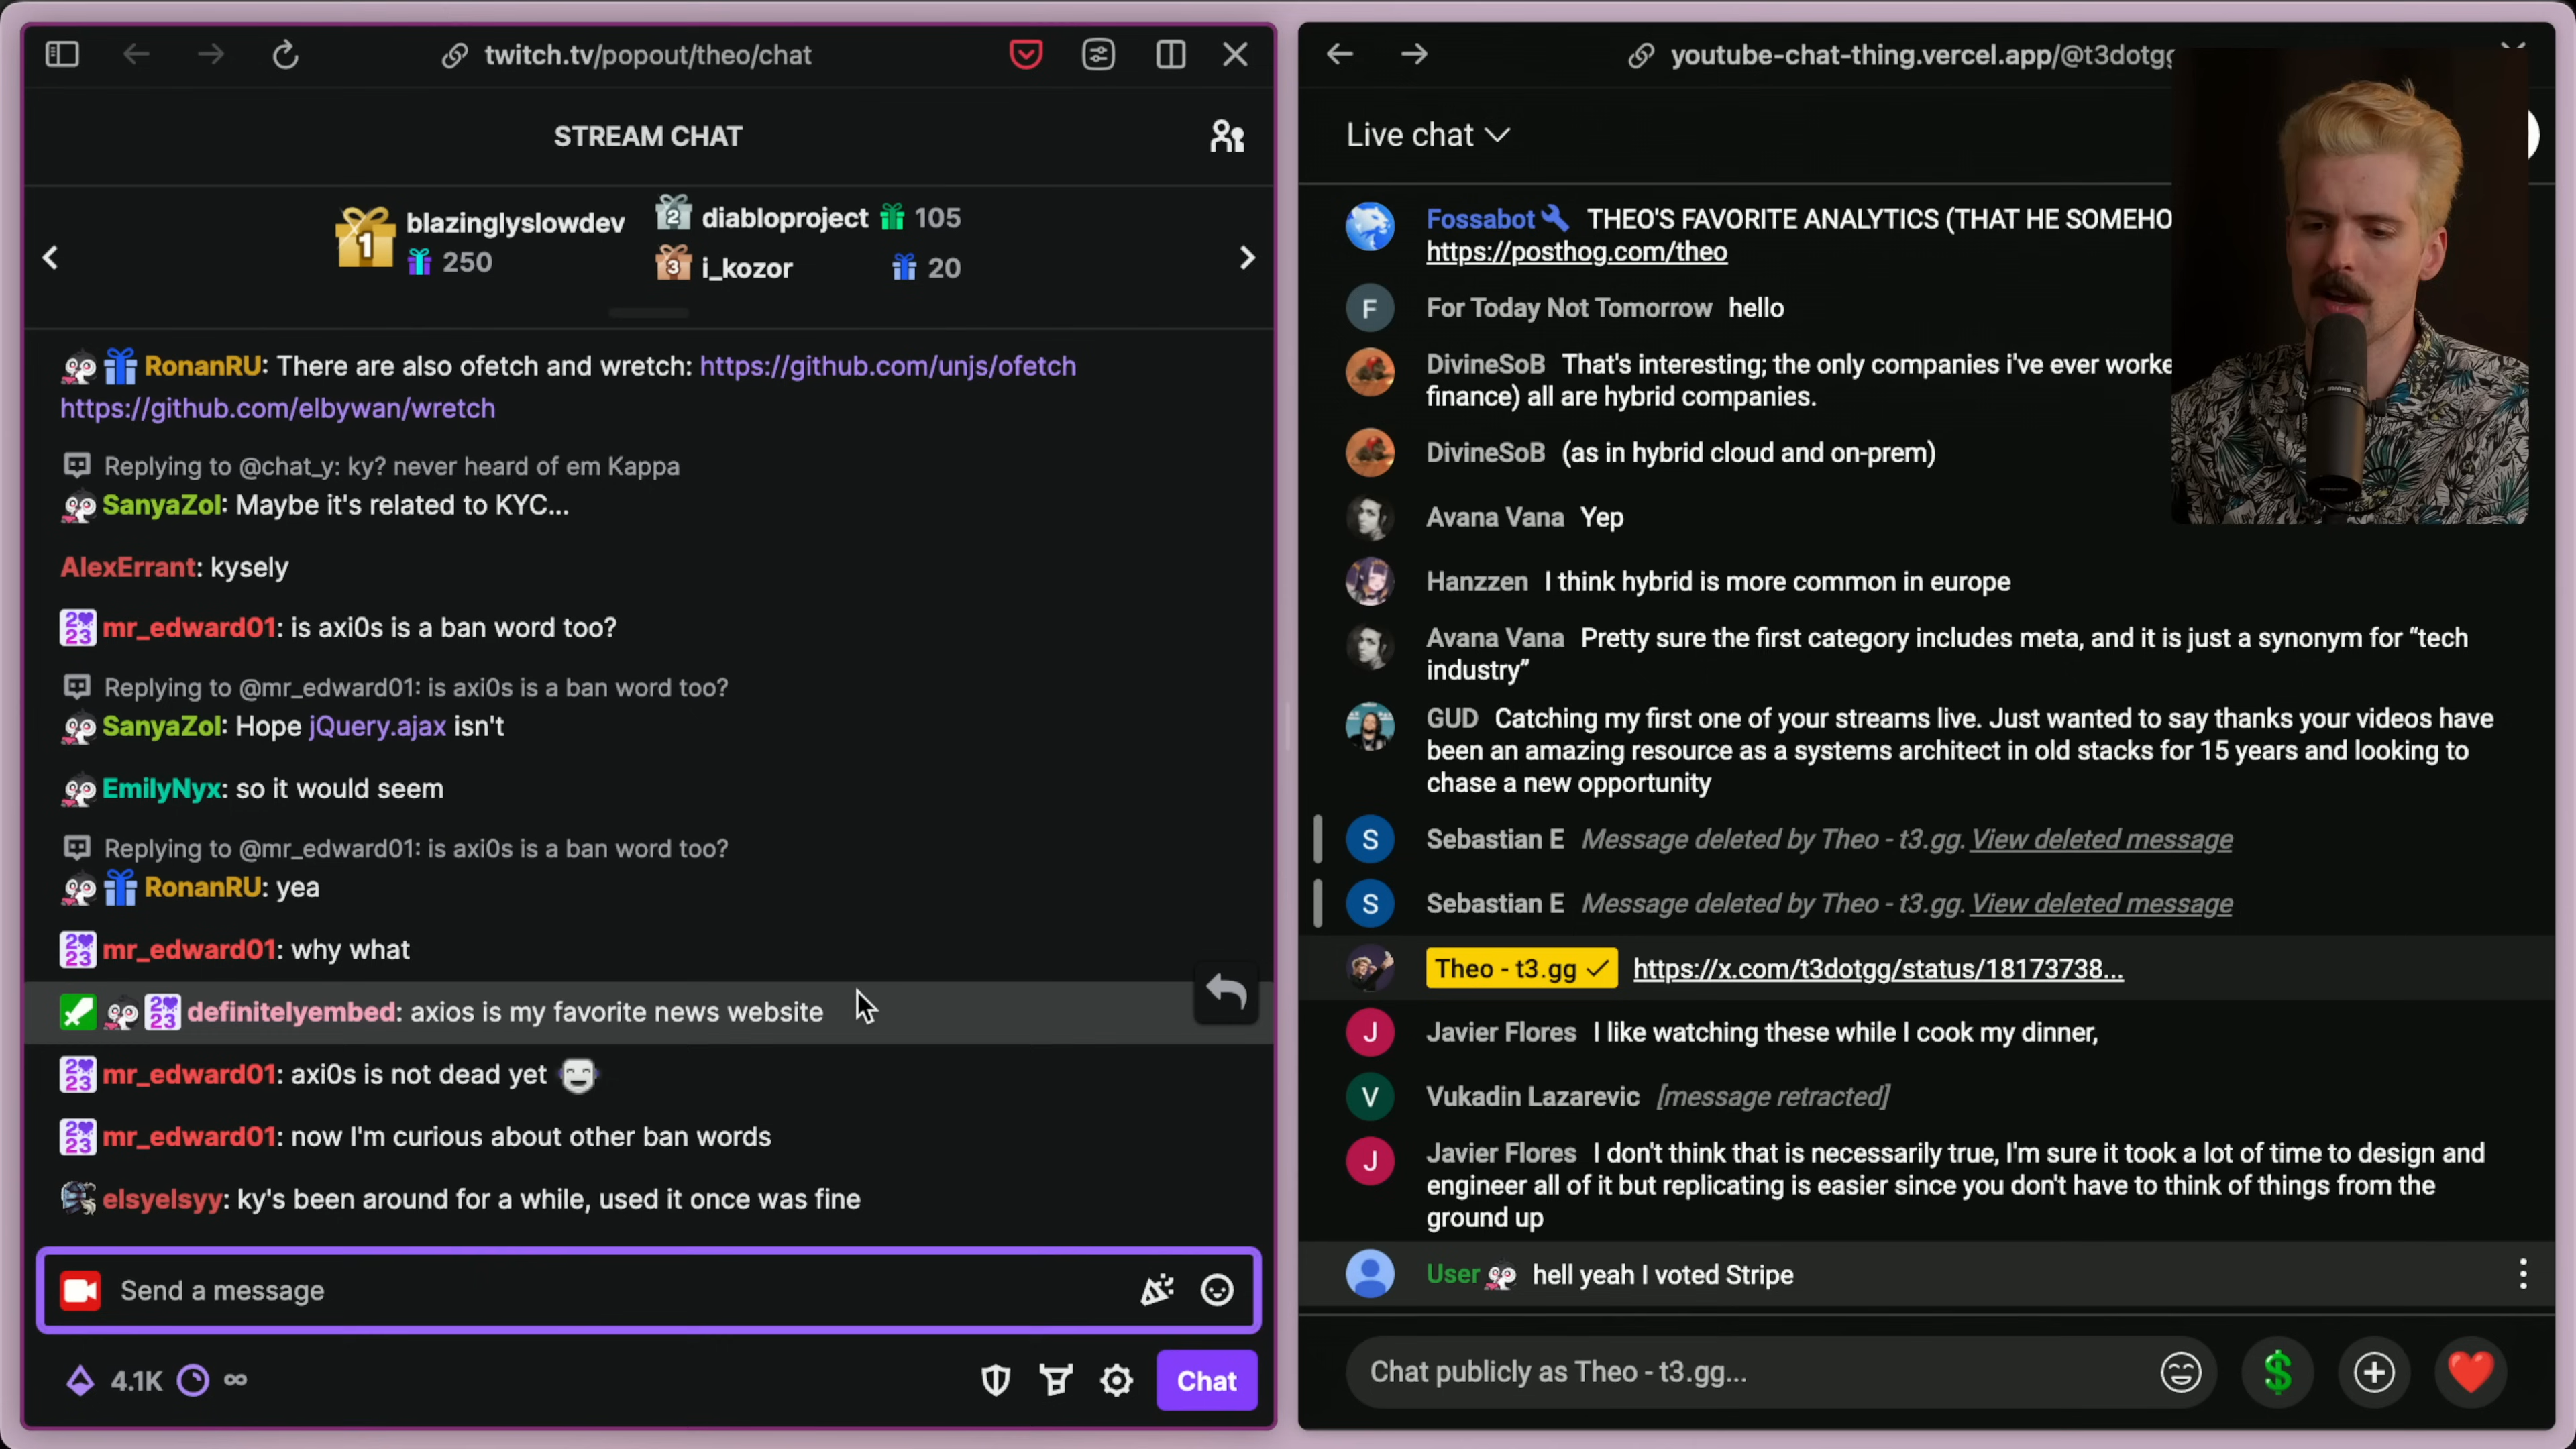 twitch.tv/popout/theo/chat
STREAM CHAT
1
blazinglyslowdev
250
2
diabloproject
105
3
i_kozor
20
RonanRU: There are also ofetch and wretch: https://github.com/unjs/ofetch
https://github.com/elbywan/wretch
Replying to @chat_y: ky? never heard of em Kappa
SanyaZol: Maybe it's related to KYC...
AlexErrant: kysely
2023 mr_edward01: is axi0s is a ban word too?
Replying to @mr_edward01: is axi0s is a ban word too?
SanyaZol: Hope jQuery.ajax isn't
EmilyNyx: so it would seem
Replying to @mr_edward01: is axi0s is a ban word too?
RonanRU: yea
2023 mr_edward01: why what
2023 definitelyembed: axios is my favorite news website
2023 mr_edward01: axi0s is not dead yet
2023 mr_edward01: now I'm curious about other ban words
elsyelsyy: ky's been around for a while, used it once was fine
Send a message
4.1K ∞
Chat
youtube-chat-thing.vercel.app/@t3dotgg
Live chat
Fossabot THEO'S FAVORITE ANALYTICS (THAT HE SOMEHO
https://posthog.com/theo
F For Today Not Tomorrow hello
DivineSoB That's interesting; the only companies i've ever worke
finance) all are hybrid companies.
DivineSoB (as in hybrid cloud and on-prem)
Avana Vana Yep
Hanzzen I think hybrid is more common in europe
Avana Vana Pretty sure the first category includes meta, and it is just a synonym for “tech
industry”
GUD Catching my first one of your streams live. Just wanted to say thanks your videos have
been an amazing resource as a systems architect in old stacks for 15 years and looking to
chase a new opportunity
S Sebastian E Message deleted by Theo - t3.gg. View deleted message
S Sebastian E Message deleted by Theo - t3.gg. View deleted message
Theo - t3.gg ✓ https://x.com/t3dotgg/status/18173738...
J Javier Flores I like watching these while I cook my dinner,
V Vukadin Lazarevic [message retracted]
J Javier Flores I don't think that is necessarily true, I'm sure it took a lot of time to design and
engineer all of it but replicating is easier since you don't have to think of things from the
ground up
User hell yeah I voted Stripe
Chat publicly as Theo - t3.gg...